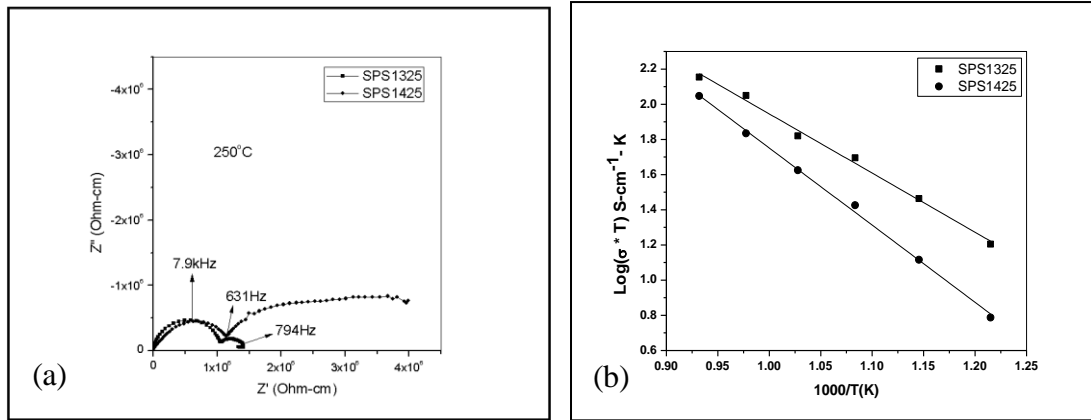 SPS1325
SPS1425
-4x10⁶
-3x10⁶
-2x10⁶
-1x10⁶
0
Z" (Ohm-cm)
250°C
7.9kHz
631Hz
794Hz
0 1x10⁶ 2x10⁶ 3x10⁶ 4x10⁶
Z' (Ohm-cm)
(a)
SPS1325
SPS1425
2.2
2.0
1.8
1.6
1.4
1.2
1.0
0.8
0.6
Log(σ * T) S-cm⁻¹- K
0.90 0.95 1.00 1.05 1.10 1.15 1.20 1.25
1000/T(K)
(b)